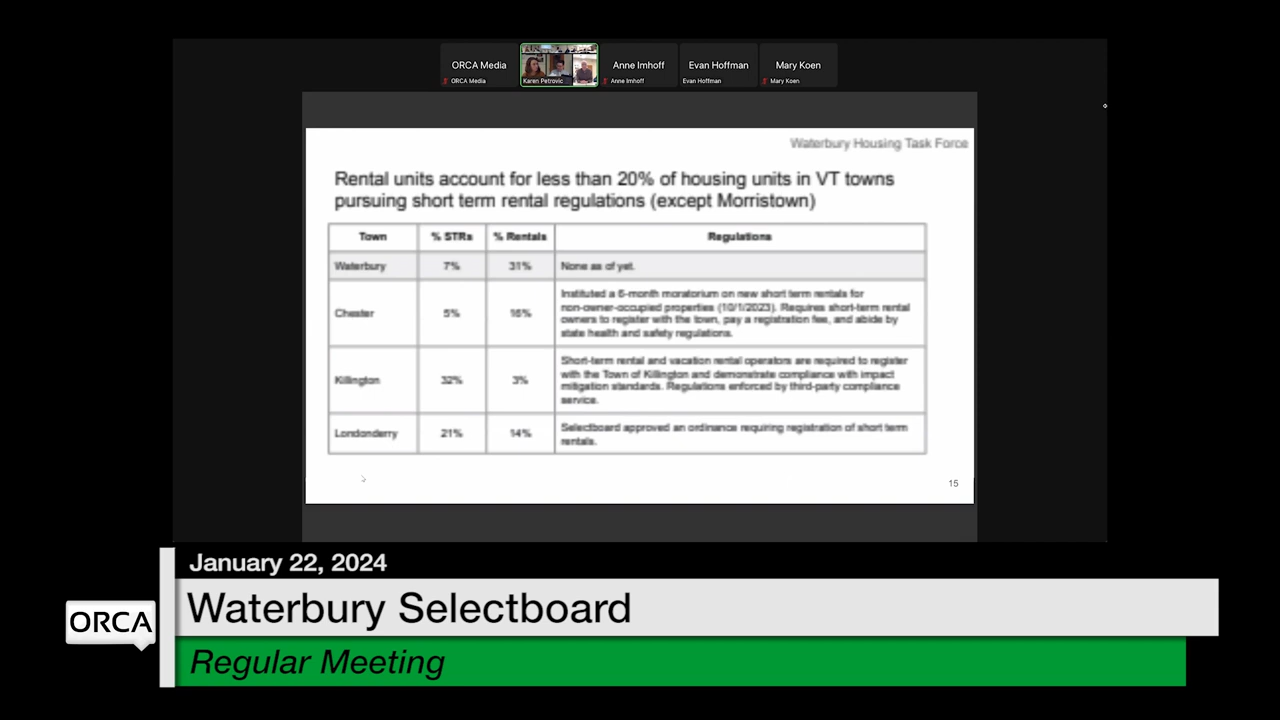 ORCA Media
Anne Imhoff
Evan Hoffman
Mary Koen
ORCA Media
Karen Petrovic
Anne Imhoff
Evan Hoffman
Mary Koen
Waterbury Housing Task Force
Rental units account for less than 20% of housing units in VT towns
pursuing short term rental regulations (except Morristown)
Town % STRs % Rentals Regulations
Waterbury 7% 31% None as of yet.
Chester 5% 16% Instituted a 6-month moratorium on new short term rentals for
non-owner-occupied properties (10/1/2023). Requires short-term rental
owners to register with the town, pay a registration fee, and abide by
state health and safety regulations.
Killington 32% 3% Short-term rental and vacation rental operators are required to register
with the Town of Killington and demonstrate compliance with impact
mitigation standards. Regulations enforced by third-party compliance
service.
Londonderry 21% 14% Selectboard approved an ordinance requiring registration of short term
rentals.
15
January 22, 2024
Waterbury Selectboard
Regular Meeting
ORCA